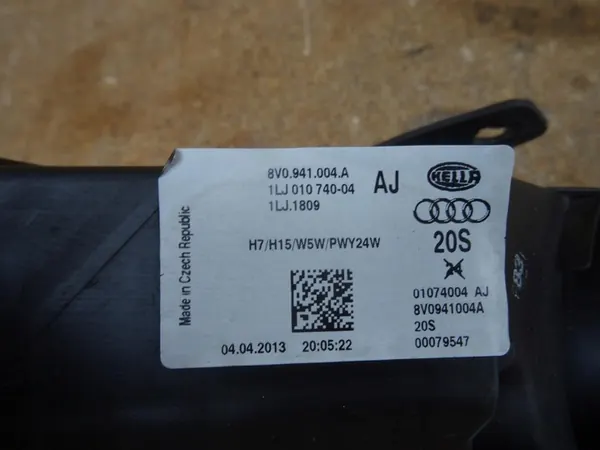 8V0.941.004.A
1LJ 010 740-04
AJ
1LJ.1809
HELLA
H7/H15/W5W/PWY24W
20S
Made in Czech Republic
01074004 AJ
8V0941004A
20S
00079547
04.04.2013 20:05:22